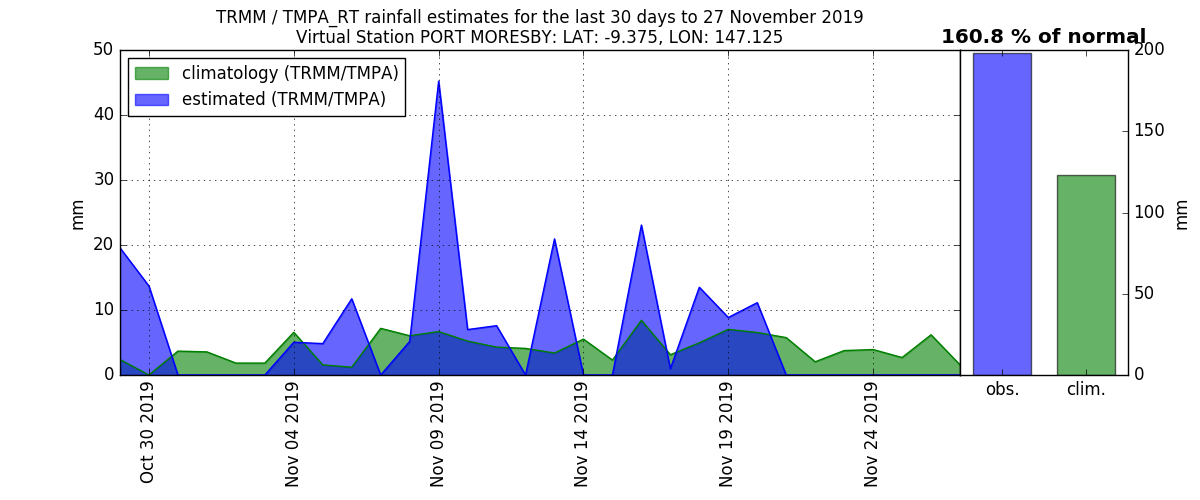 TRMM / TMPA_RT rainfall estimates for the last 30 days to 27 November 2019
Virtual Station PORT MORESBY: LAT: -9.375, LON: 147.125
160.8 % of normal
climatology (TRMM/TMPA)
estimated (TRMM/TMPA)
50
40
30
20
10
0
mm
Oct 30 2019
Nov 04 2019
Nov 09 2019
Nov 14 2019
Nov 19 2019
Nov 24 2019
200
150
100
50
0
mm
obs.
clim.